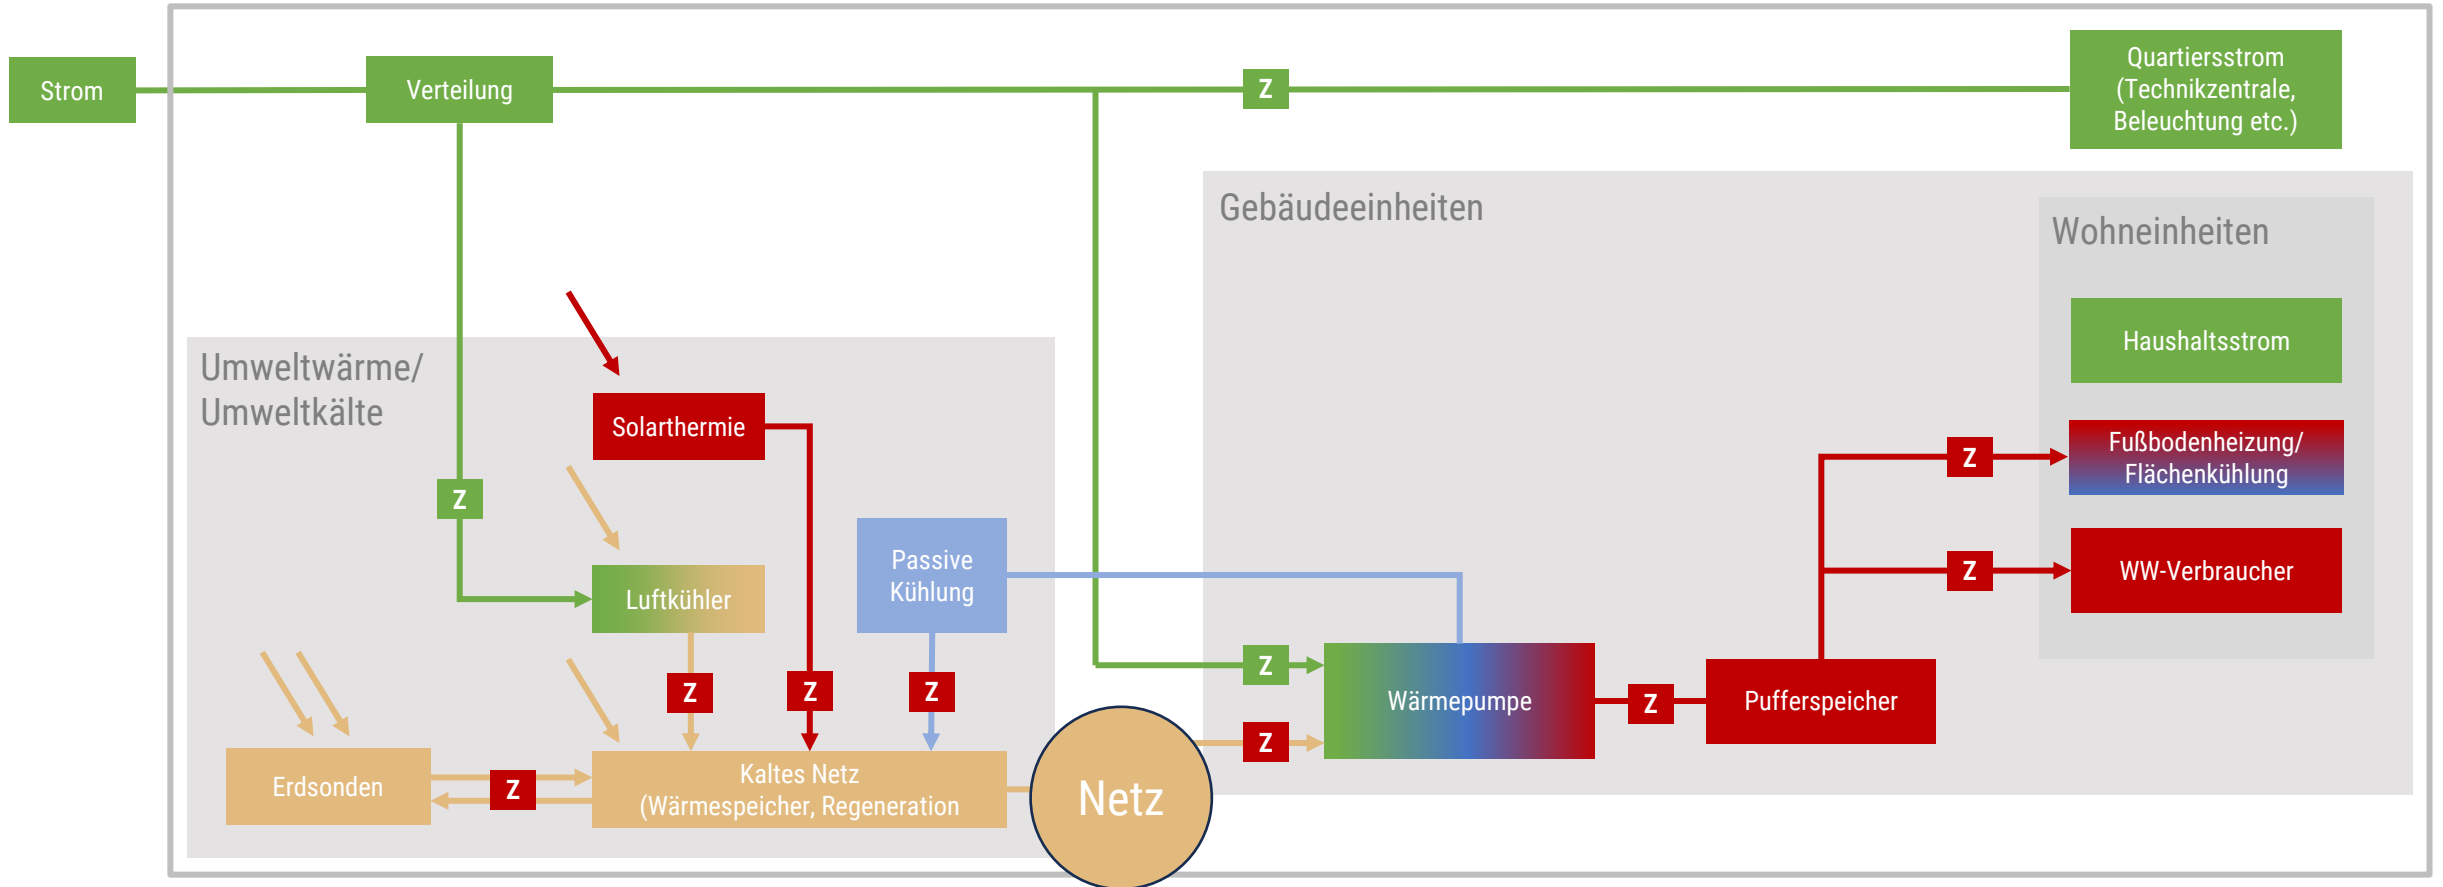 Strom
Verteilung
Z
Quartiersstrom
(Technikzentrale,
Beleuchtung etc.)
Gebäudeeinheiten
Wohneinheiten
Haushaltsstrom
Umweltwärme/
Umweltkälte
Solarthermie
Z
Fußbodenheizung/
Flächenkühlung
Z
Passive
Kühlung
Luftkühler
Z
WW-Verbraucher
Z
Z
Z
Z
Z
Wärmepumpe
Z
Pufferspeicher
Z
Erdsonden
Z
Kaltes Netz
(Wärmespeicher, Regeneration
Netz